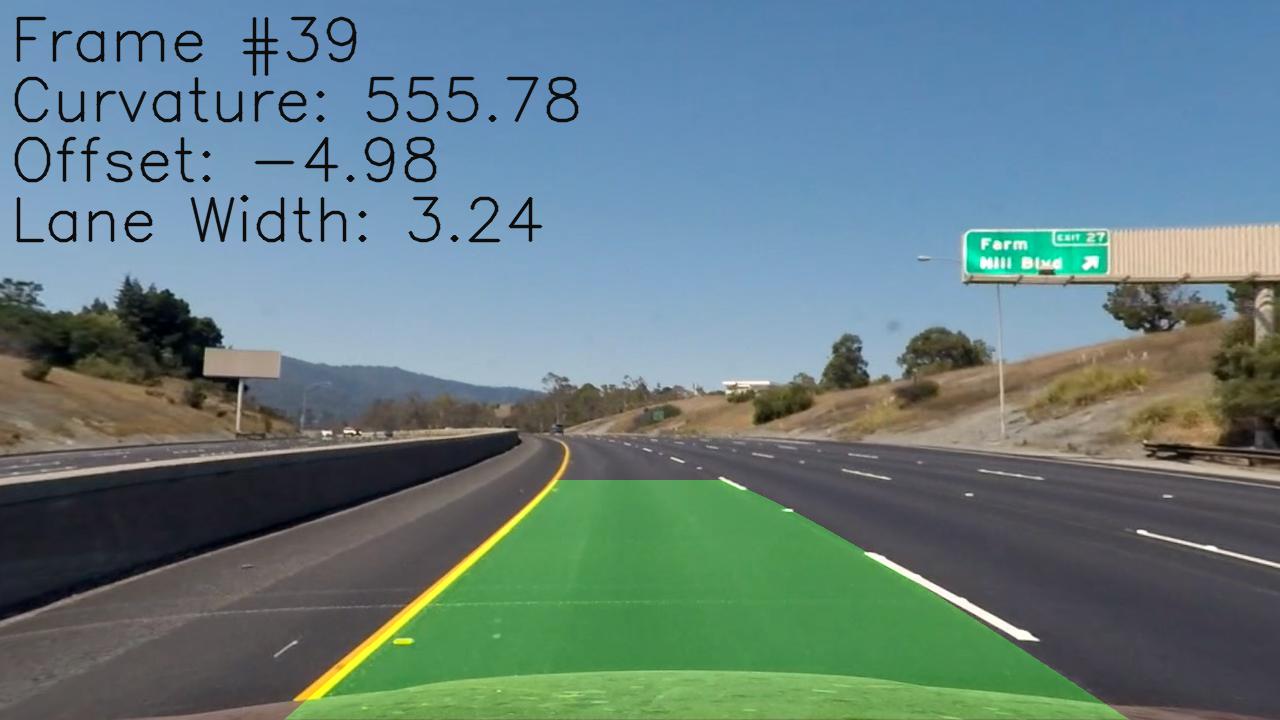 Frame #39
Curvature: 555.78
Offset: -4.98
Lane Width: 3.24
EXIT 27
Farm
Hill Blvd